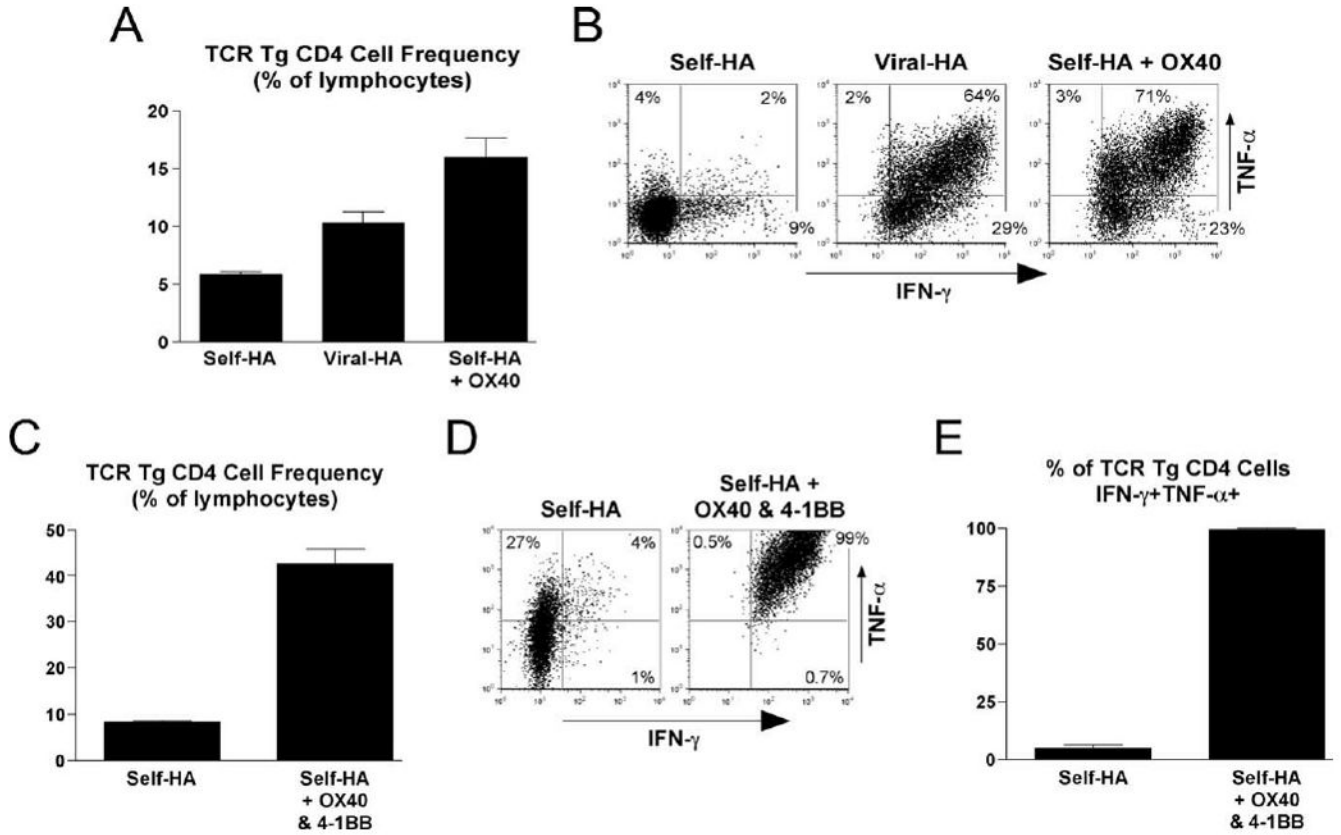 A
TCR Tg CD4 Cell Frequency
(% of lymphocytes)
20
15
10
5
0
Self-HA
Viral-HA
Self-HA
+ OX40
B
Self-HA
Viral-HA
Self-HA + OX40
4%
2%
9%
2%
64%
29%
3%
71%
23%
TNF-α
IFN-γ
C
TCR Tg CD4 Cell Frequency
(% of lymphocytes)
50
40
30
20
10
0
Self-HA
Self-HA
+ OX40
& 4-1BB
D
Self-HA
Self-HA +
OX40 & 4-1BB
27%
4%
1%
0.5%
99%
0.7%
TNF-α
IFN-γ
E
% of TCR Tg CD4 Cells
IFN-γ+TNF-α+
100
75
50
25
0
Self-HA
Self-HA
+ OX40
& 4-1BB